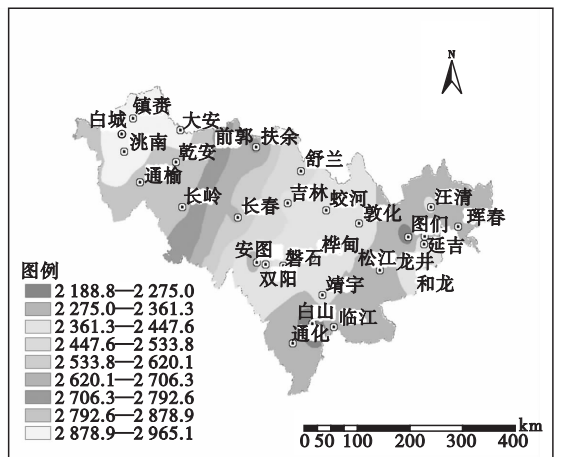 N
镇赉
白城
大安
洮南
前郭
扶余
乾安
舒兰
通榆
长岭
吉林
蛟河
汪清
长春
敦化
图们
珲春
延吉
安图
磐石
桦甸
松江
龙井
双阳
和龙
靖宇
白山
临江
通化
图例
2 188.8—2 275.0
2 275.0—2 361.3
2 361.3—2 447.6
2 447.6—2 533.8
2 533.8—2 620.1
2 620.1—2 706.3
2 706.3—2 792.6
2 792.6—2 878.9
2 878.9—2 965.1
km
0 50 100 200 300 400